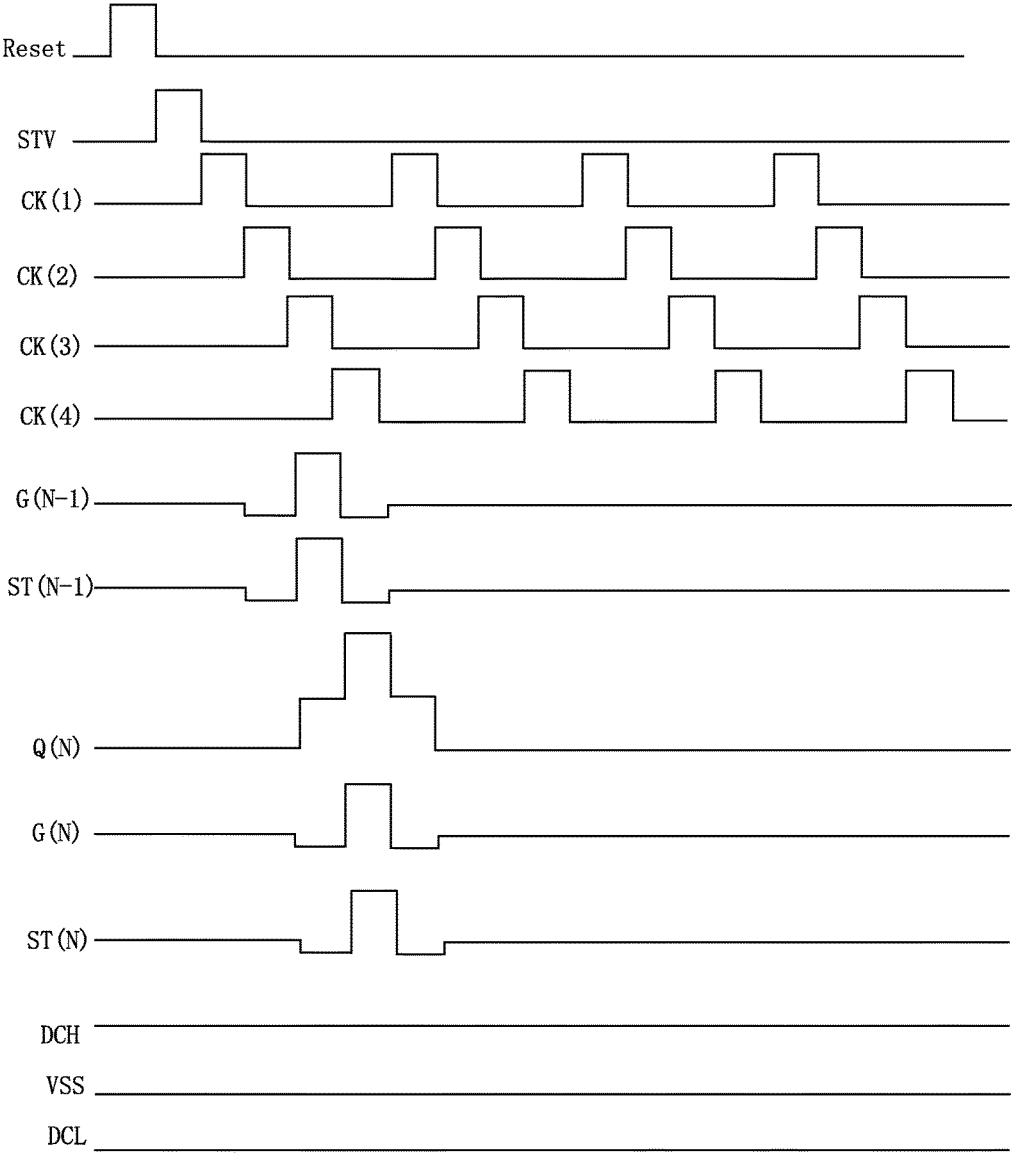 Reset
STV
CK(1)
CK(2)
CK(3)
CK(4)
G(N-1)
ST(N-1)
Q(N)
G(N)
ST(N)
DCH
VSS
DCL